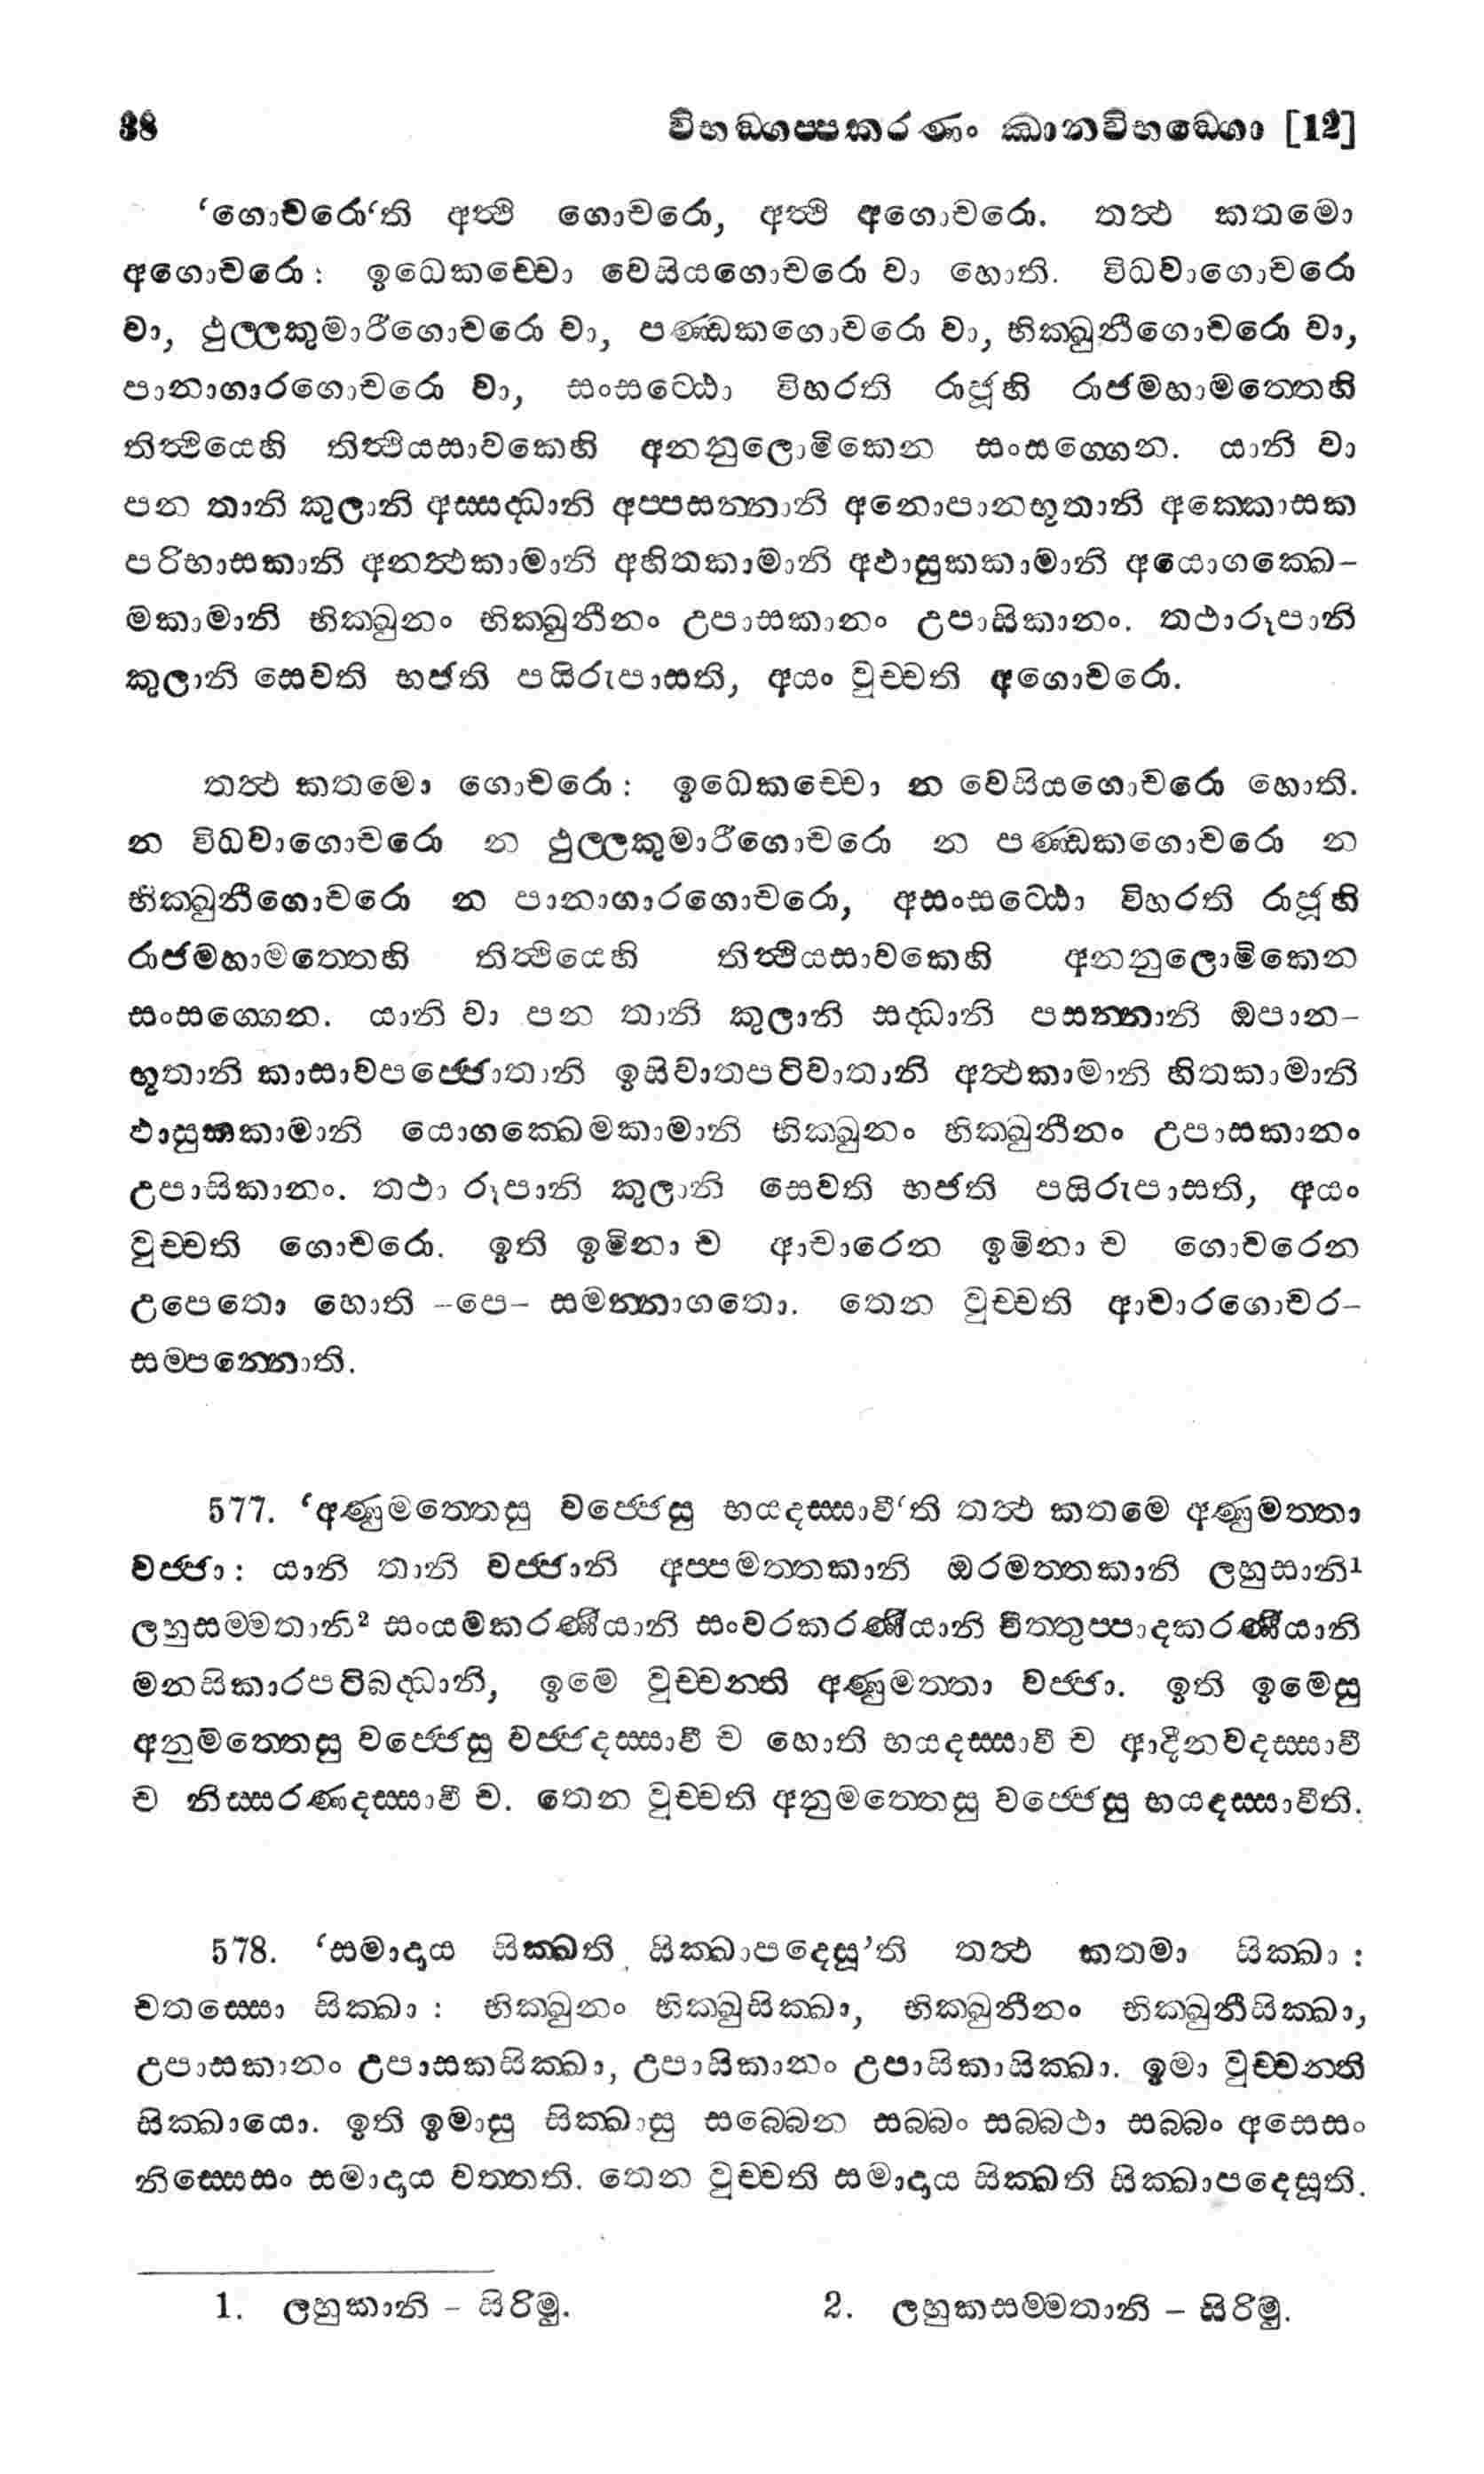 38 විභඞගප්පකරණං ඣානවිභඞෙගා [12]
‘ගොචරො‘ති අත්ථි ගොචරො, අත්ථි අගොචරො. තත්ථ කතමො
අගොචරො : ඉධෙකච්චො වෙසියගොචරො වා හොති. විධවාගොචරො
වා, ථුල්ලකුමාරීගොචරො වා, පණ්ඩකගොචරො වා, භික්ඛුනීගොචරො වා,
පානාගාරගොචරො වා, සංසට්ඨො විහරති රාජූහි රාජමහාමත්තෙහි
තිත්ථියෙහි තිත්ථියසාවකෙහි අනනුලොමිකෙන සංසග්ගෙන. යානි වා
පන තානි කුලානි අස්සද්ධානි අප්පසන්නානි අනොපානභූතානි අක්කොසක
පරිභාසකානි අනත්ථකාමානි අහිතකාමානි අඵාසුකකාමානි අයොගක්ඛෙ–
මකාමානි භික්ඛුනං භික්ඛුනීනං උපාසකානං උපාසිකානං. තථාරූපානි
කුලානි සෙවති භජති පයිරුපාසති, අයං වුච්චති අගොචරො.
තත්ථ කතමො ගොචරො : ඉධෙකච්චො න වෙසියගොචරො හොති.
න විධවාගොචරො න ථුල්ලකුමාරීගොචරො න පණ්ඩකගොචරො න
භික්ඛුනීගොචරො න පානාගාරගොචරො, අසංසට්ඨො විහරති රාජූහි
රාජමහාමත්තෙහි තිත්ථියෙහි තිත්ථියසාවකෙහි අනනුලොමිකෙන
සංසග්ගෙන. යානි වා පන තානි කුලානි සද්ධානි පසන්නානි ඔපාන–
භූතානි කාසාවපජ්ජොතානි ඉසිවාතපටිවාතානි අත්ථකාමානි හිතකාමානි
ඵාසුකකාමානි යොගක්ඛෙමකාමානි භික්ඛුනං භික්ඛුනීනං උපාසකානං
උපාසිකානං. තථා රූපානි කුලානි සෙවති භජති පයිරුපාසති, අයං
වුච්චති ගොචරො. ඉති ඉමිනා ච ආචාරෙන ඉමිනා ච ගොචරෙන
උපෙතො හොති –පෙ– සමන්නාගතො. තෙන වුච්චති ආචාරගොචර–
සම්පන්නොති.
577. ‘අණුමත්තෙසු වජ්ජෙසු භයදස්සාවී‘ති තත්ථ කතමෙ අණුමත්තා
වජ්ජා : යානි තානි වජ්ජානි අප්පමත්තකානි ඔරමත්තකානි ලහුසානි¹
ලහුසම්මතානි² සංයමකරණීයානි සංවරකරණීයානි චිත්තුප්පාදකරණීයානි
මනසිකාරපටිබද්ධානි, ඉමෙ වුච්චන්ති අණුමත්තා වජ්ජා. ඉති ඉමෙසු
අනුමත්තෙසු වජ්ජෙසු වජ්ජදස්සාවී ච හොති භයදස්සාවී ච ආදීනවදස්සාවී
ච නිස්සරණදස්සාවී ච. තෙන වුච්චති අනුමත්තෙසු වජ්ජෙසු භයදස්සාවීති.
578. ‘සමාදාය සික්ඛති සික්ඛාපදෙසූ’ති තත්ථ කතමා සික්ඛා :
චතස්සො සික්ඛා : භික්ඛුනං භික්ඛුසික්ඛා, භික්ඛුනීනං භික්ඛුනීසික්ඛා,
උපාසකානං උපාසකසික්ඛා, උපාසිකානං උපාසිකාසික්ඛා. ඉමා වුච්චන්ති
සික්ඛායො. ඉති ඉමාසු සික්ඛාසු සබ්බෙන සබ්බං සබ්බථා සබ්බං අසෙසං
නිස්සෙසං සමාදාය වත්තති. තෙන වුච්චති සමාදාය සික්ඛති සික්ඛාපදෙසූති.
1. ලහුකානි – සිරිමු. 2. ලහුකසම්මතානි – සිරිමු.